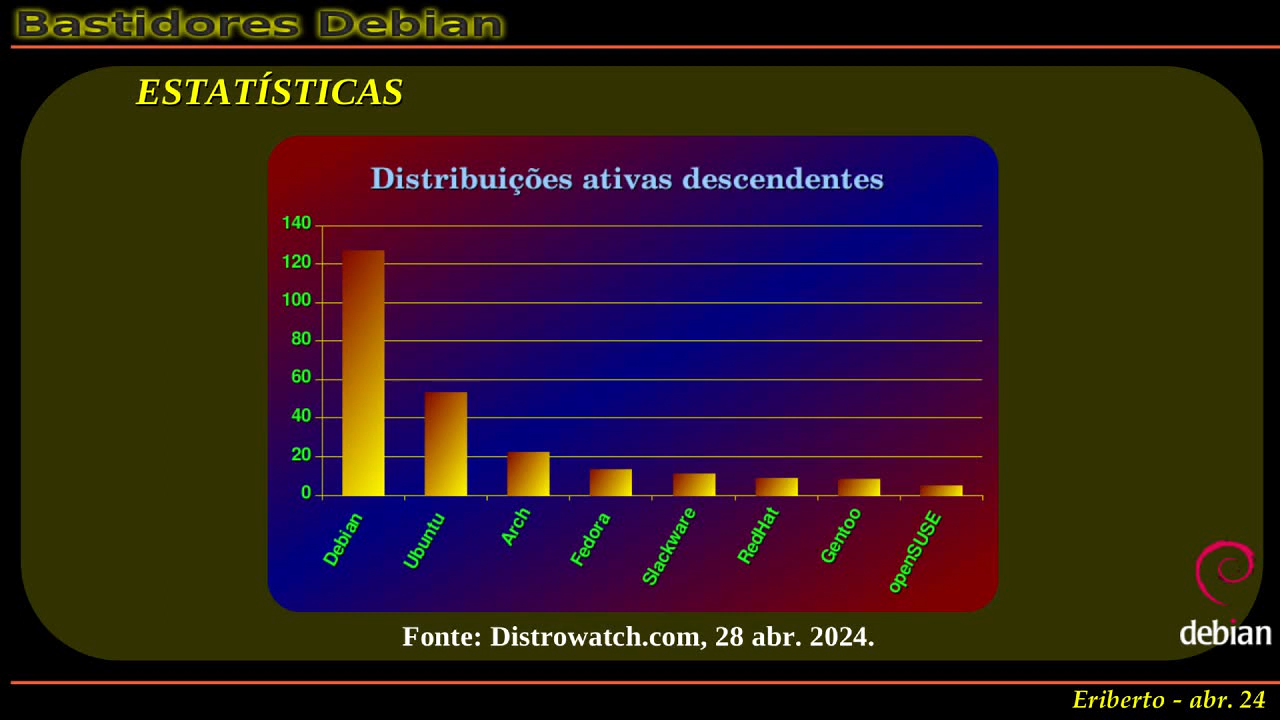 Bastidores Debian
ESTATÍSTICAS
Distribuições ativas descendentes
140
120
100
80
60
40
20
0
Debian
Ubuntu
Arch
Fedora
Slackware
RedHat
Gentoo
openSUSE
debian
Fonte: Distrowatch.com, 28 abr. 2024.
Eriberto - abr. 24